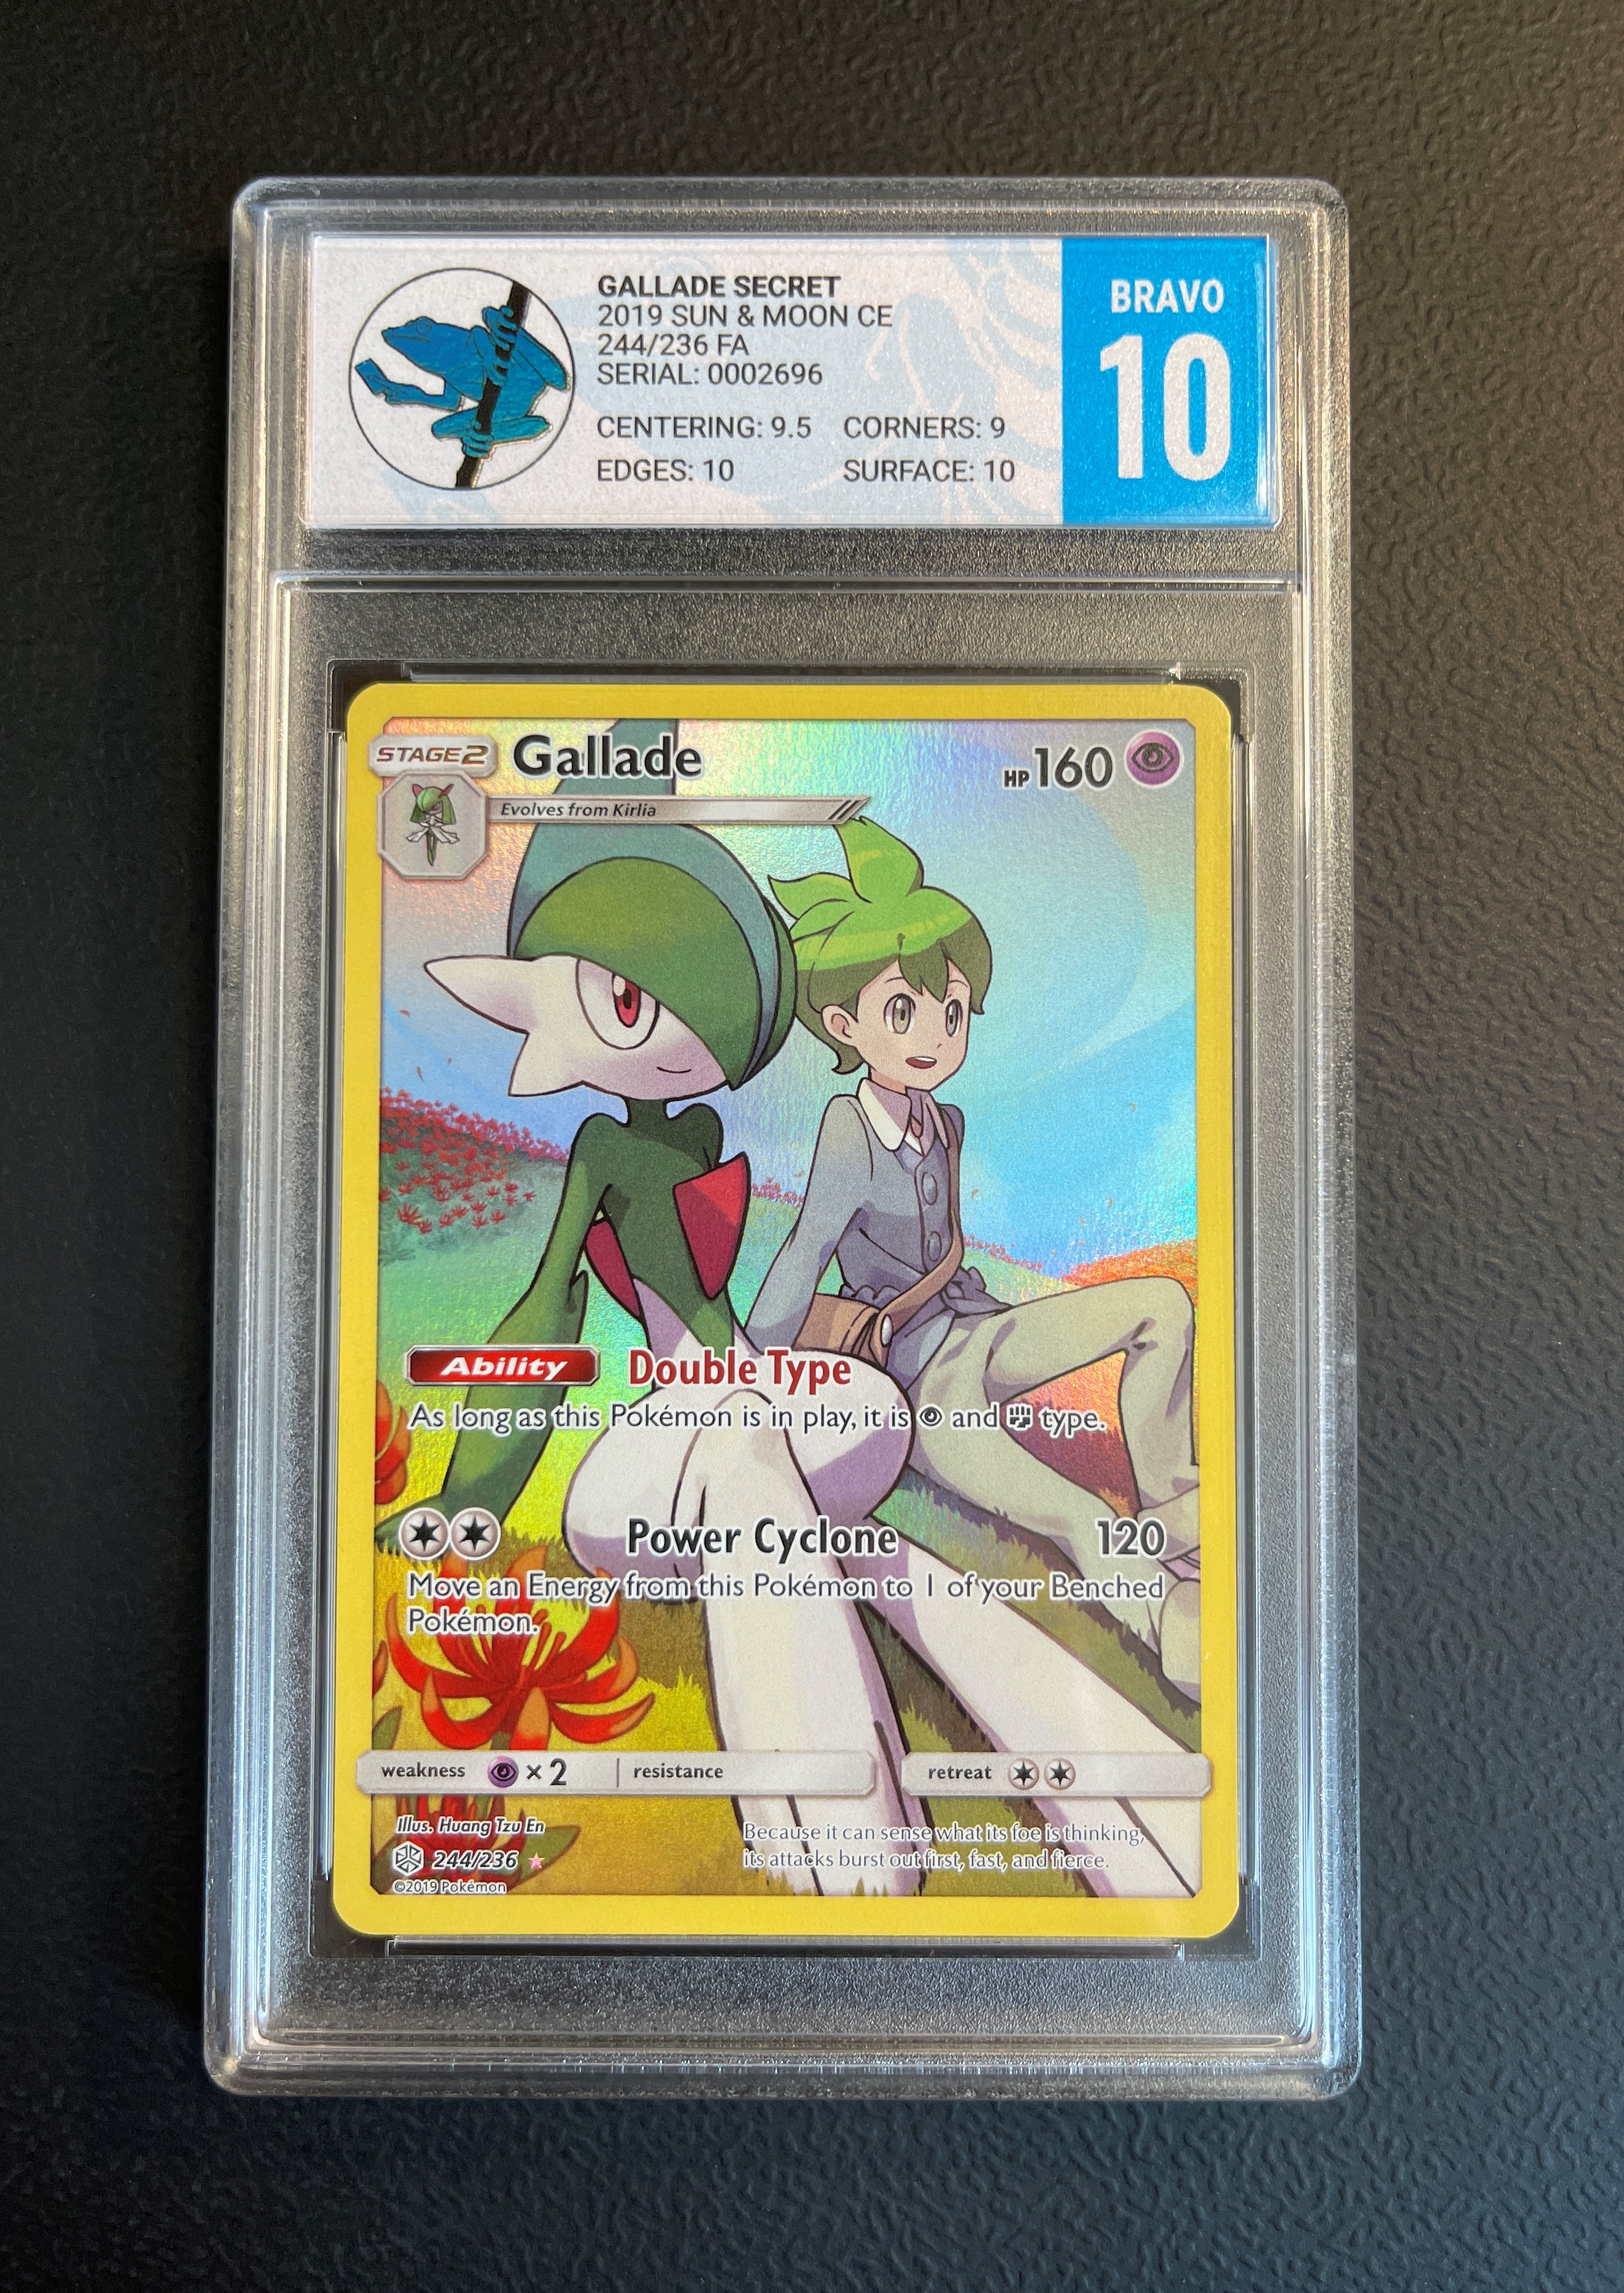 GALLADE SECRET
2019 SUN & MOON CE
244/236 FA
SERIAL: 0002696
CENTERING: 9.5 CORNERS: 9
EDGES: 10 SURFACE: 10
BRAVO
10
STAGE 2 Gallade HP 160
Evolves from Kirlia
Ability Double Type
As long as this Pokémon is in play, it is and type.
Power Cyclone 120
Move an Energy from this Pokémon to 1 of your Benched
Pokémon.
weakness × 2 resistance retreat
Illus. Huang Tzu En
244/236
©2019 Pokémon
Because it can sense what its foe is thinking,
its attacks burst out first, fast, and fierce.